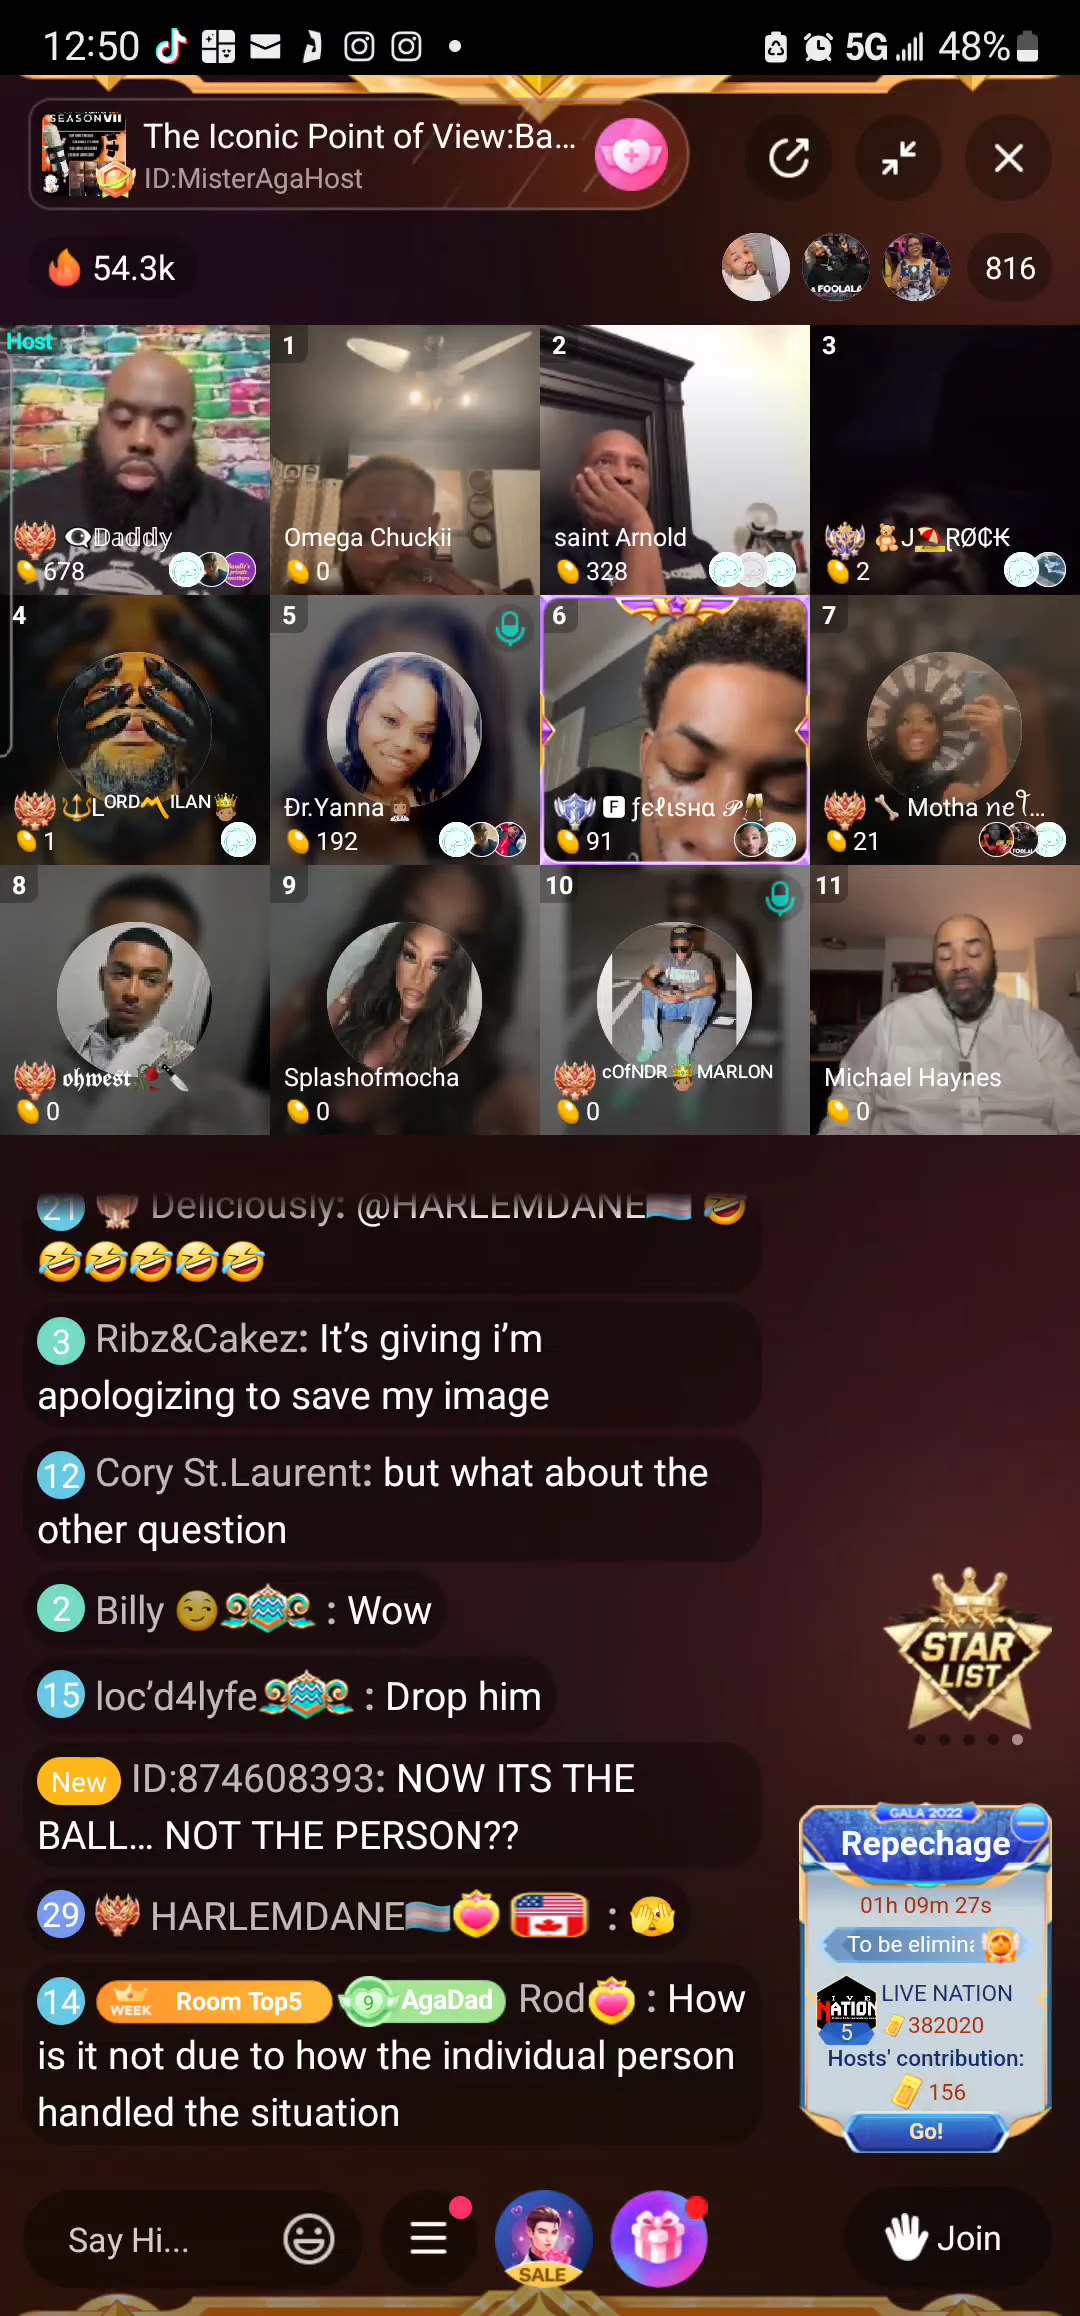 12:50
5G 48%
SEASON VII
The Iconic Point of View:Ba...
ID:MisterAgaHost
54.3k
FOOLALA
816
Host
1
2
3
𝔻𝕒𝕕𝕕𝕪
Omega Chuckii
saint Arnold
J⛱️ⱤØ₵₭
678
0
328
2
4
5
6
7
🔱LORD〽️ILAN👑
Đr.Yanna👩🏽‍⚕️
🅵 ƒєℓιѕнα 𝒫🥂
🦴 Motha 𝓃𝑒...
1
192
91
21
8
9
10
11
𝖔𝖍𝖜𝖊𝖘𝖙🥀🔪
Splashofmocha
cOfNDR🤴🏽MARLON
Michael Haynes
0
0
0
0
21 Deliciously: @HARLEMDANE🏳️‍⚧️ 🤣
🤣🤣🤣🤣🤣
3 Ribz&Cakez: It’s giving i’m
apologizing to save my image
12 Cory St.Laurent: but what about the
other question
2 Billy 😏 : Wow
15 loc’d4lyfe : Drop him
New ID:874608393: NOW ITS THE
BALL... NOT THE PERSON??
29 HARLEMDANE🏳️‍⚧️ : 🫣
14 WEEK Room Top5 9 AgaDad Rod : How
is it not due to how the individual person
handled the situation
STAR
LIST
GALA 2022
Repechage
01h 09m 27s
To be elimina
LIVE
NATION
5
LIVE NATION
382020
Hosts' contribution:
156
Go!
Say Hi...
SALE
Join